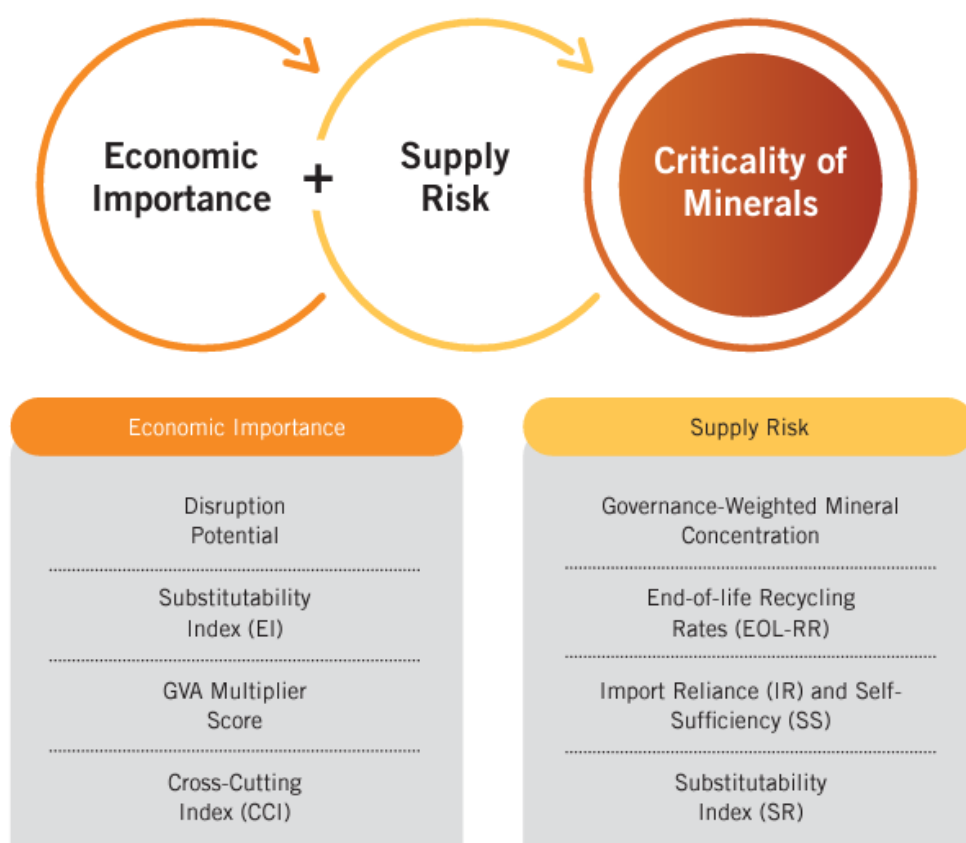 Economic
Importance
+
Supply
Risk
Criticality of
Minerals
Economic Importance
Disruption
Potential
Substitutability
Index (EI)
GVA Multiplier
Score
Cross-Cutting
Index (CCI)
Supply Risk
Governance-Weighted Mineral
Concentration
End-of-life Recycling
Rates (EOL-RR)
Import Reliance (IR) and Self-
Sufficiency (SS)
Substitutability
Index (SR)